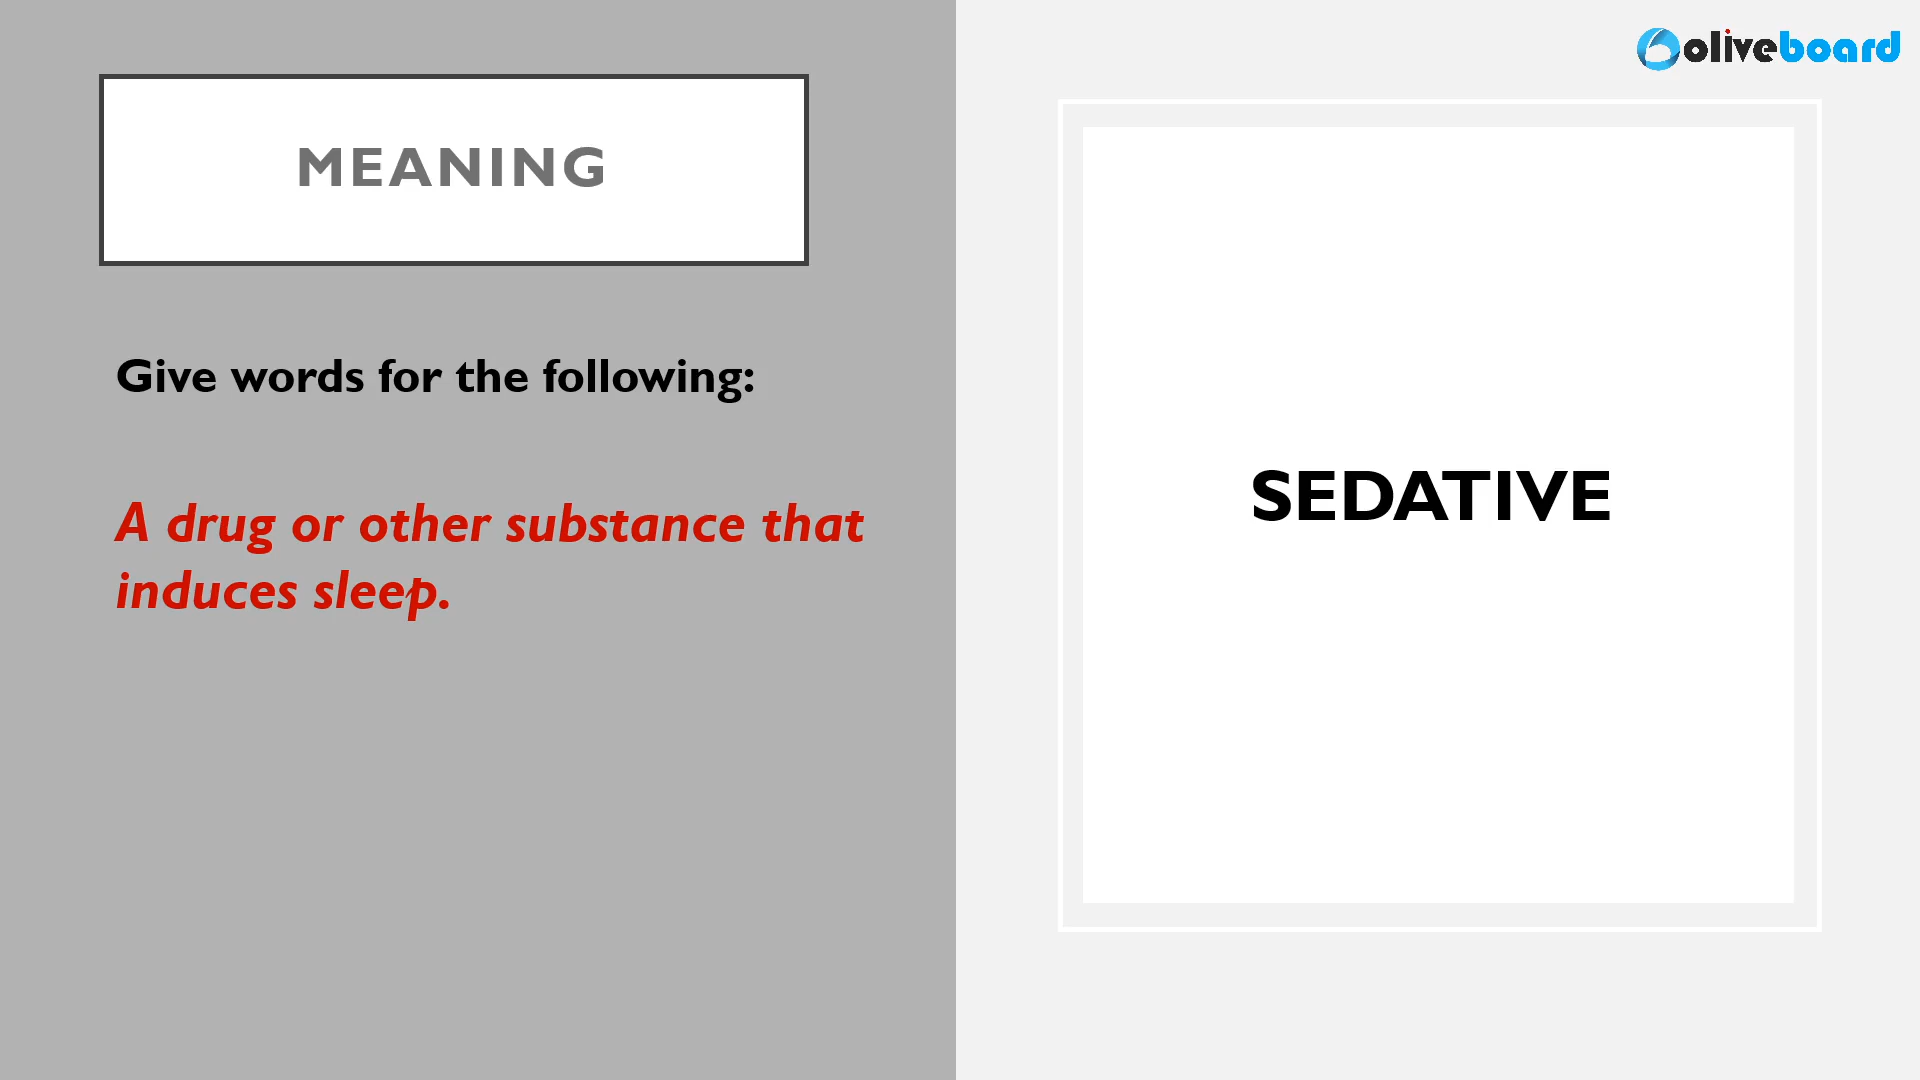 oliveboard
MEANING
Give words for the following:
A drug or other substance that
induces sleep.
SEDATIVE